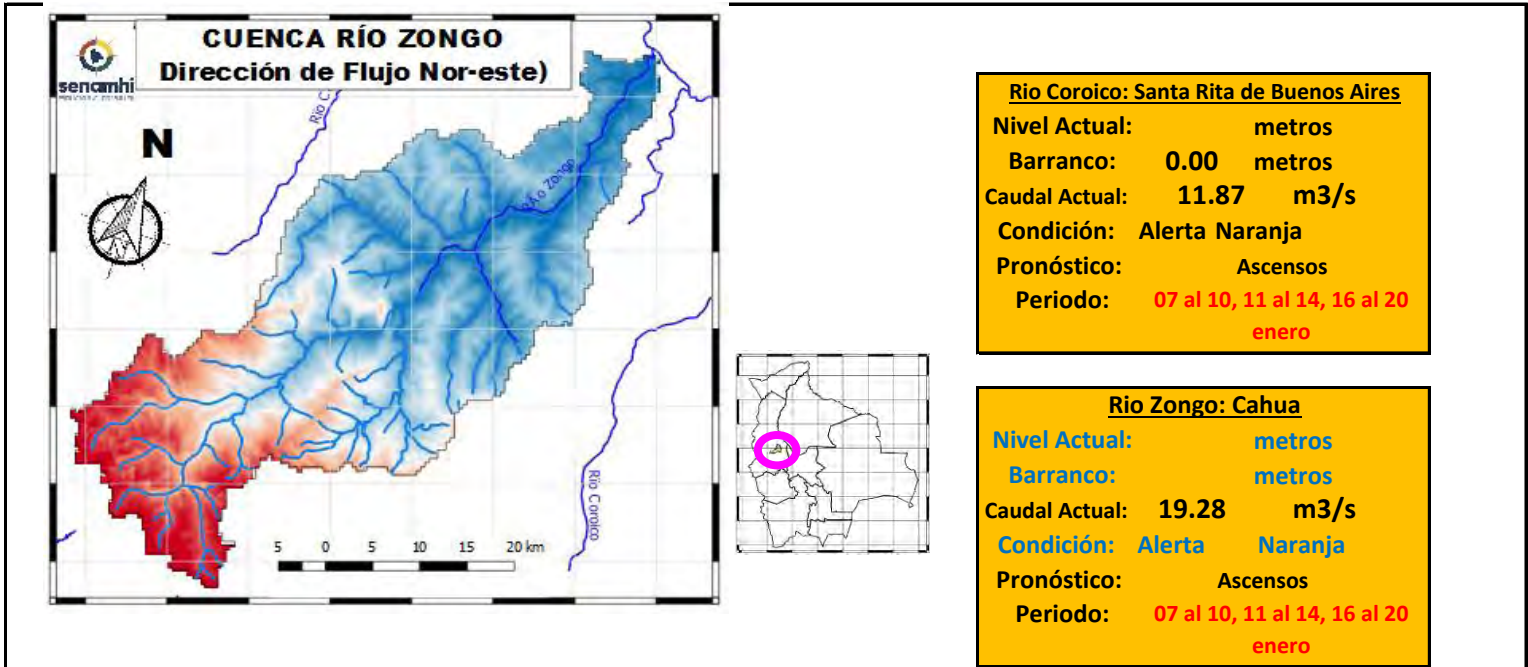 CUENCA RÍO ZONGO
Dirección de Flujo Nor-este)
senamhi
N
Rio C
Rio Coroico
5 0 5 10 15 20 km
Rio Coroico: Santa Rita de Buenos Aires
Nivel Actual: metros
Barranco: 0.00 metros
Caudal Actual: 11.87 m3/s
Condición: Alerta Naranja
Pronóstico: Ascensos
Periodo: 07 al 10, 11 al 14, 16 al 20
enero
Rio Zongo: Cahua
Nivel Actual: metros
Barranco: metros
Caudal Actual: 19.28 m3/s
Condición: Alerta Naranja
Pronóstico: Ascensos
Periodo: 07 al 10, 11 al 14, 16 al 20
enero